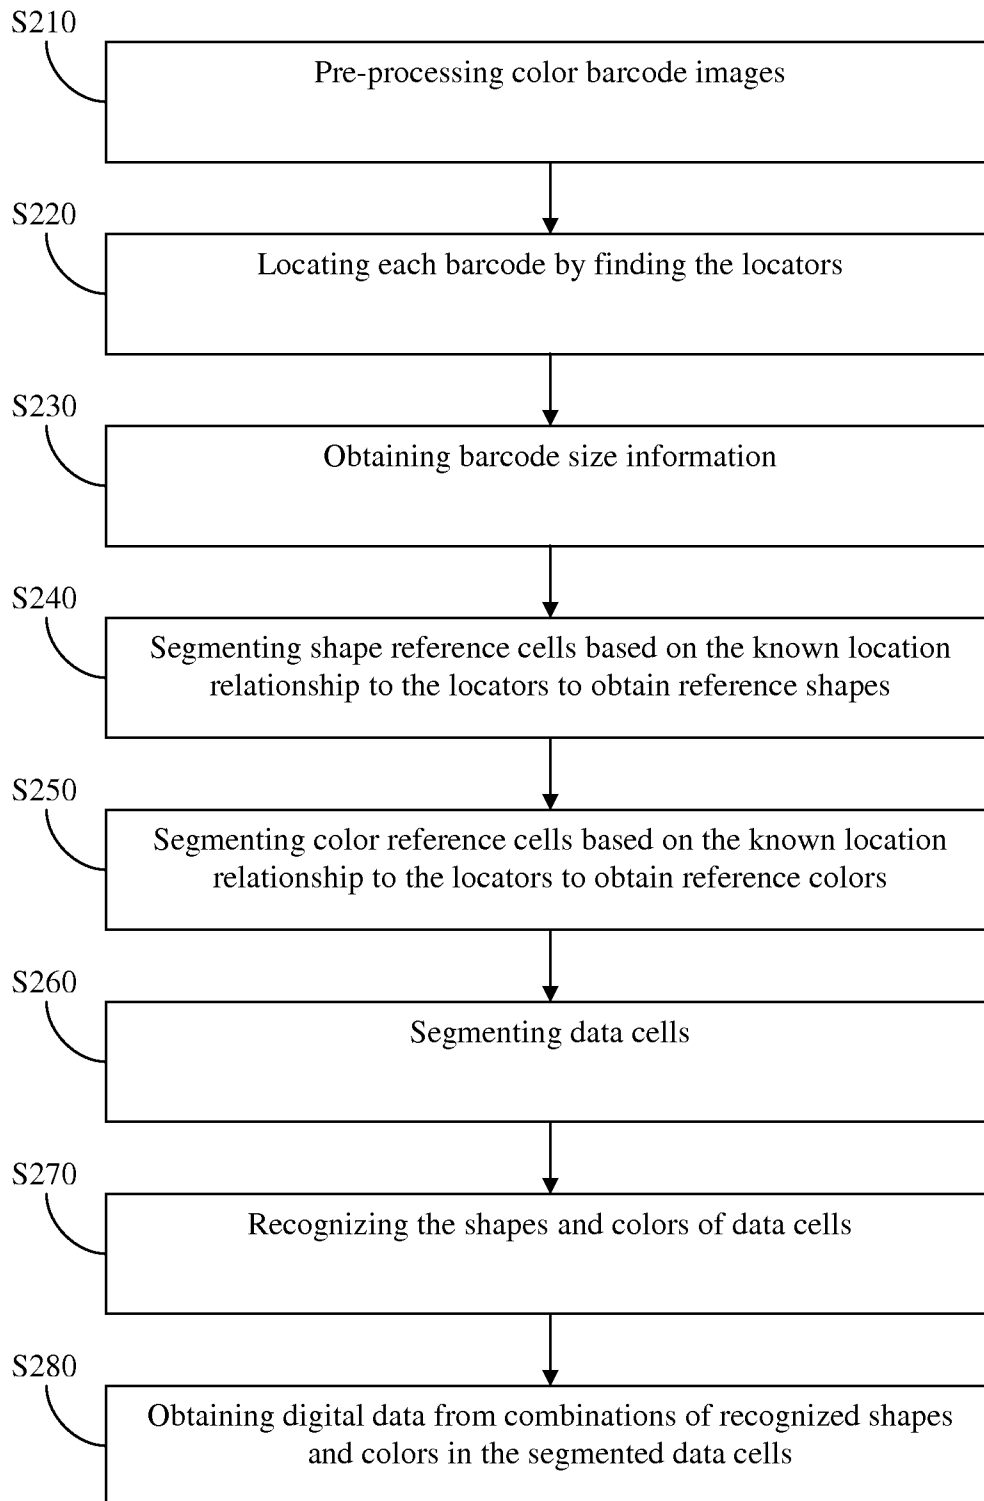 S210
Pre-processing color barcode images
S220
Locating each barcode by finding the locators
S230
Obtaining barcode size information
S240
Segmenting shape reference cells based on the known location
relationship to the locators to obtain reference shapes
S250
Segmenting color reference cells based on the known location
relationship to the locators to obtain reference colors
S260
Segmenting data cells
S270
Recognizing the shapes and colors of data cells
S280
Obtaining digital data from combinations of recognized shapes
and colors in the segmented data cells